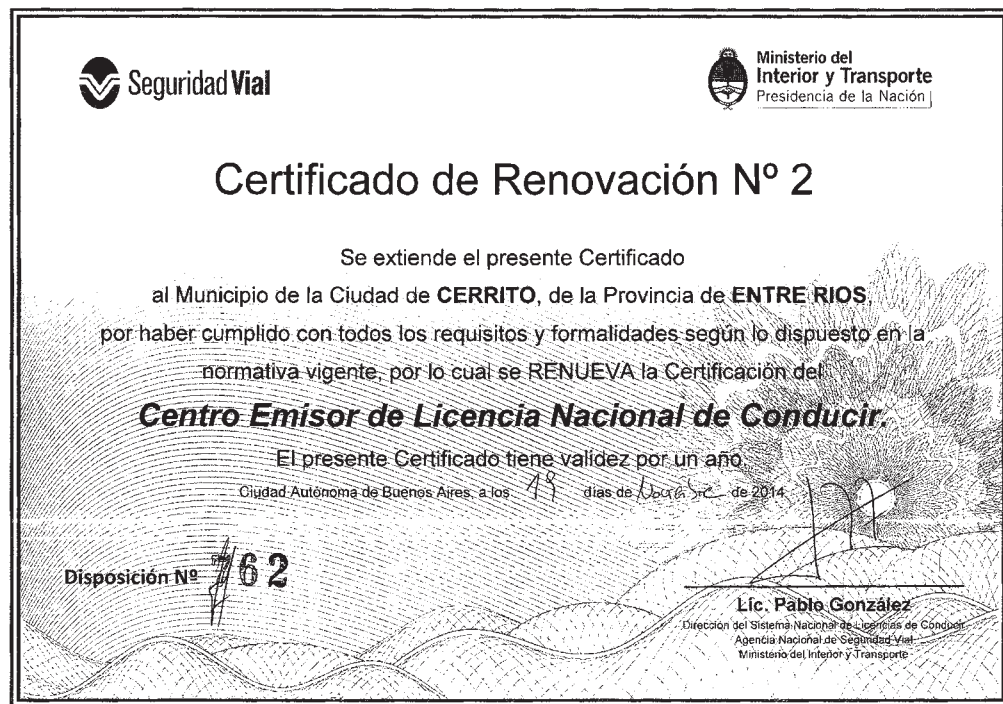 Seguridad Vial
Ministerio del
Interior y Transporte
Presidencia de la Nación
Certificado de Renovación Nº 2
Se extiende el presente Certificado
al Municipio de la Ciudad de CERRITO, de la Provincia de ENTRE RIOS,
por haber cumplido con todos los requisitos y formalidades según lo dispuesto en la
normativa vigente, por lo cual se RENUEVA la Certificación del
Centro Emisor de Licencia Nacional de Conducir.
El presente Certificado tiene validez por un año.
Ciudad Autónoma de Buenos Aires, a los días de Noviembre de 2014
Disposición Nº 762
Lic. Pablo González
Dirección del Sistema Nacional de Licencias de Conducir
Agencia Nacional de Seguridad Vial
Ministerio del Interior y Transporte